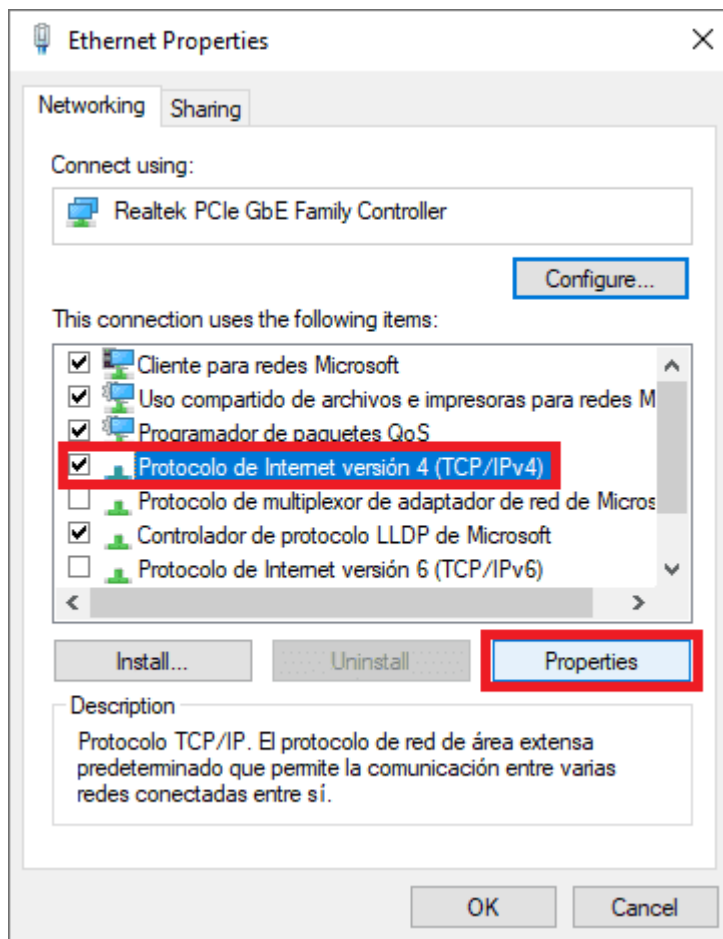 Ethernet Properties
Networking
Sharing
Connect using:
Realtek PCIe GbE Family Controller
Configure...
This connection uses the following items:
Cliente para redes Microsoft
Uso compartido de archivos e impresoras para redes M
Programador de paquetes QoS
Protocolo de Internet versión 4 (TCP/IPv4)
Protocolo de multiplexor de adaptador de red de Micros
Controlador de protocolo LLDP de Microsoft
Protocolo de Internet versión 6 (TCP/IPv6)
Install...
Uninstall
Properties
Description
Protocolo TCP/IP. El protocolo de red de área extensa
predeterminado que permite la comunicación entre varias
redes conectadas entre sí.
OK
Cancel